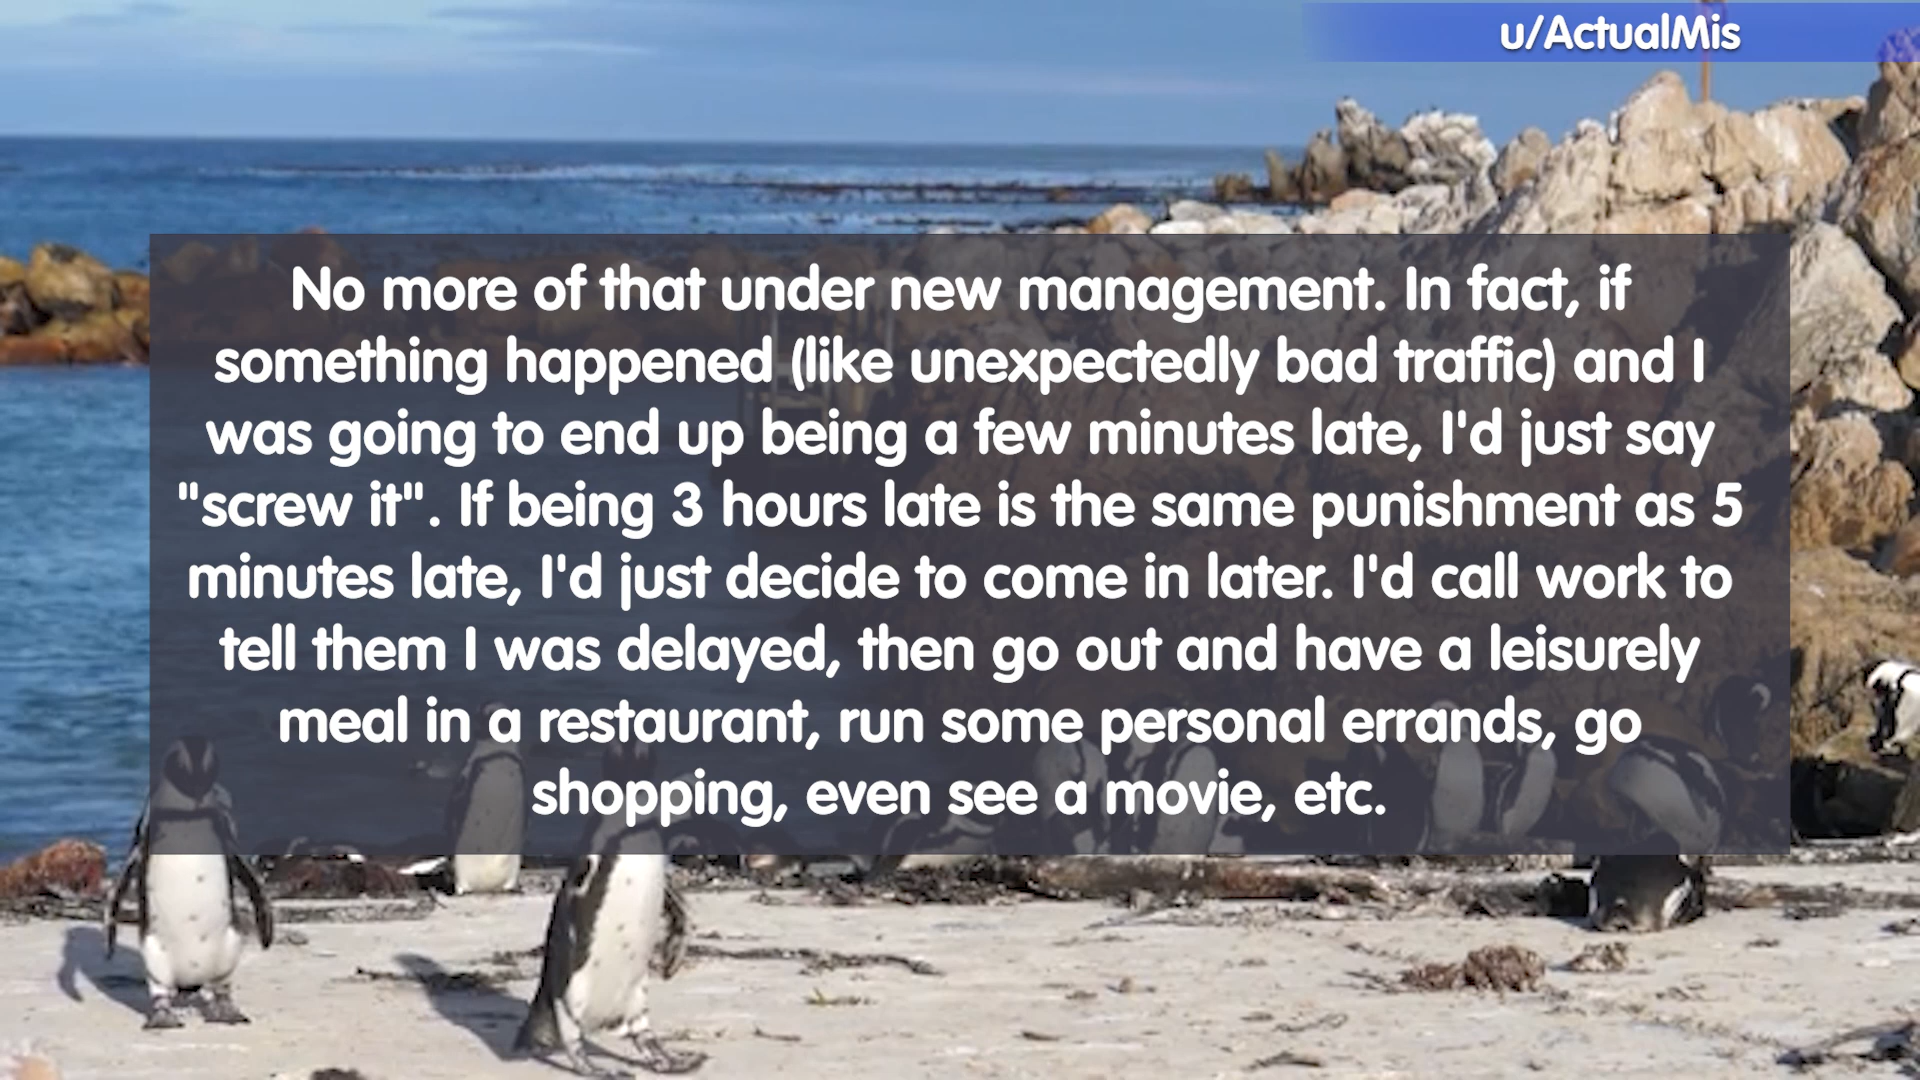 u/ActualMis
No more of that under new management. In fact, if
something happened (like unexpectedly bad traffic) and I
was going to end up being a few minutes late, I'd just say
"screw it". If being 3 hours late is the same punishment as 5
minutes late, I'd just decide to come in later. I'd call work to
tell them I was delayed, then go out and have a leisurely
meal in a restaurant, run some personal errands, go
shopping, even see a movie, etc.